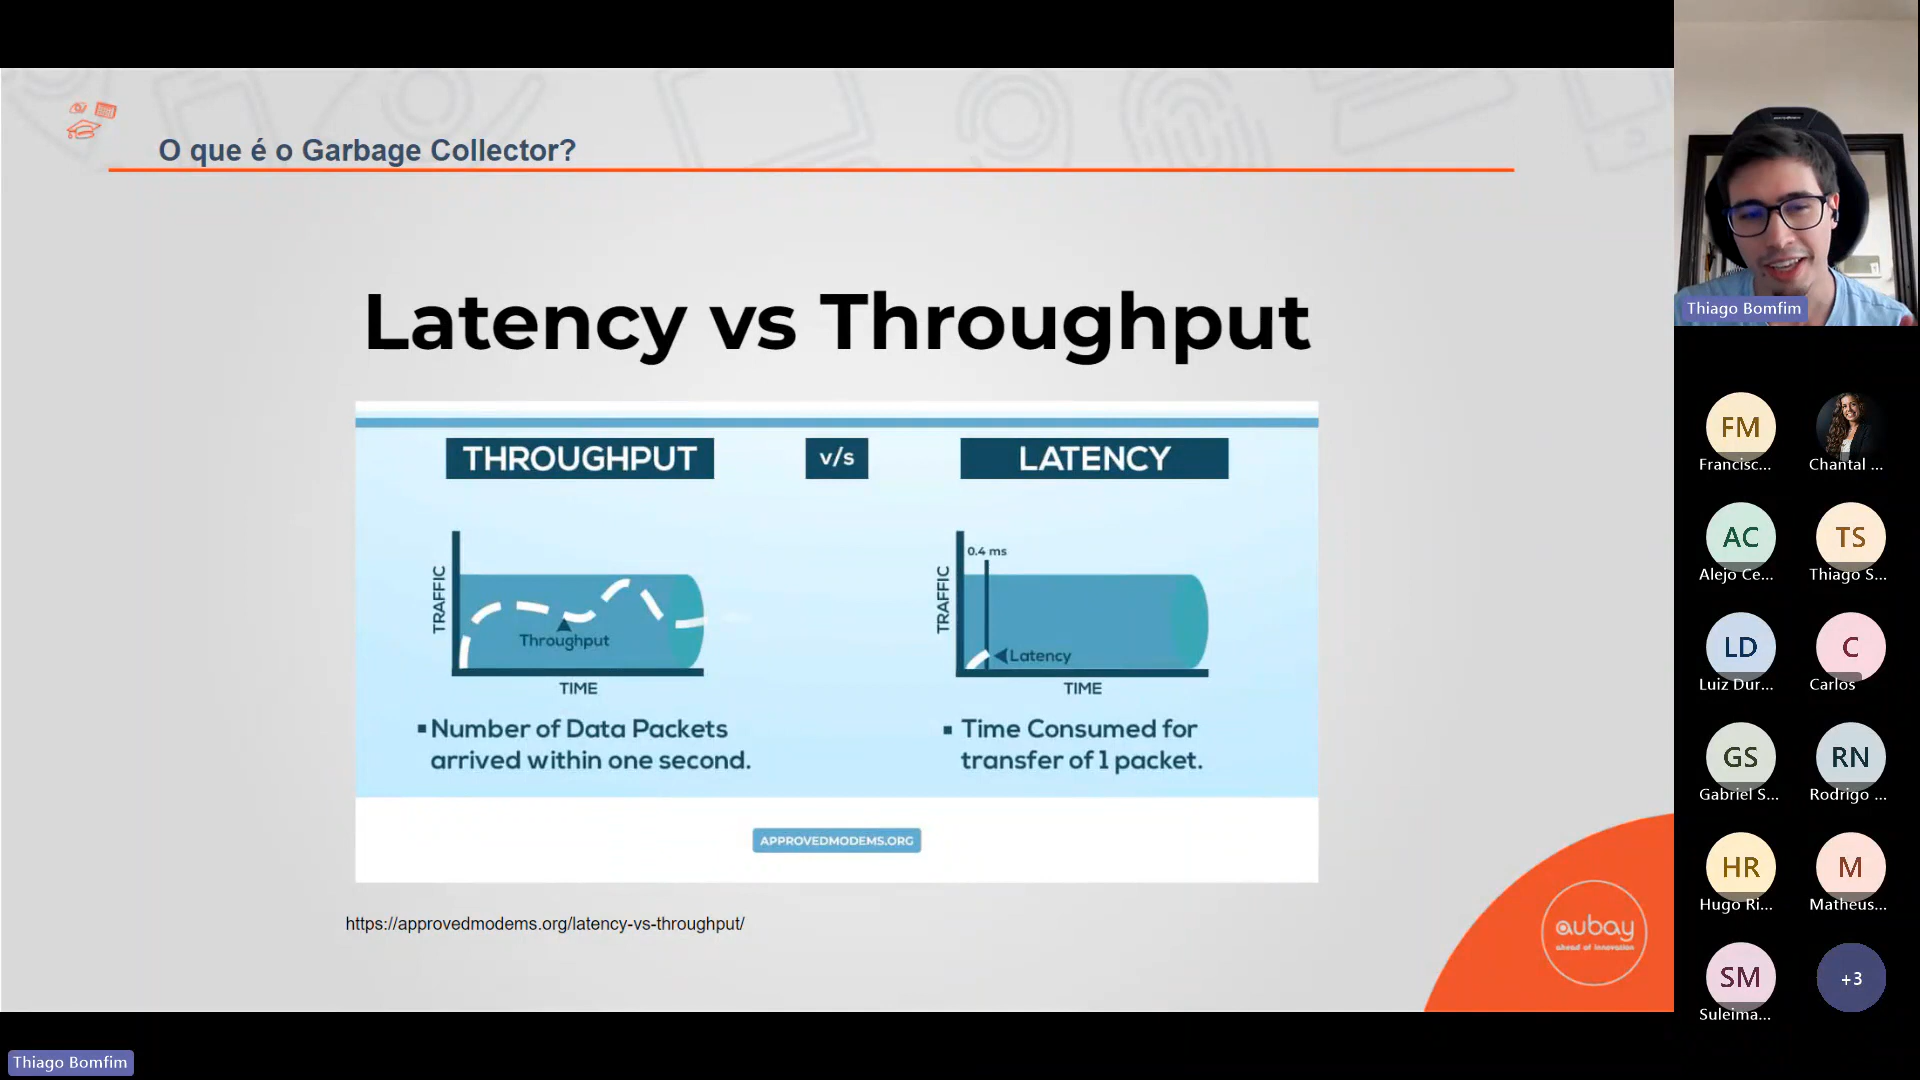 O que é o Garbage Collector?
Latency vs Throughput
THROUGHPUT
v/s
LATENCY
TRAFFIC
Throughput
TIME
0.4 ms
TRAFFIC
Latency
TIME
▪Number of Data Packets
arrived within one second.
▪ Time Consumed for
transfer of 1 packet.
APPROVEDMODEMS.ORG
https://approvedmodems.org/latency-vs-throughput/
aubay
ahead of innovation
Thiago Bomfim
Thiago Bomfim
FM
Francisc...
Chantal ...
AC
Alejo Ce...
TS
Thiago S...
LD
Luiz Dur...
C
Carlos
GS
Gabriel S...
RN
Rodrigo ...
HR
Hugo Ri...
M
Matheus...
SM
Suleima...
+3